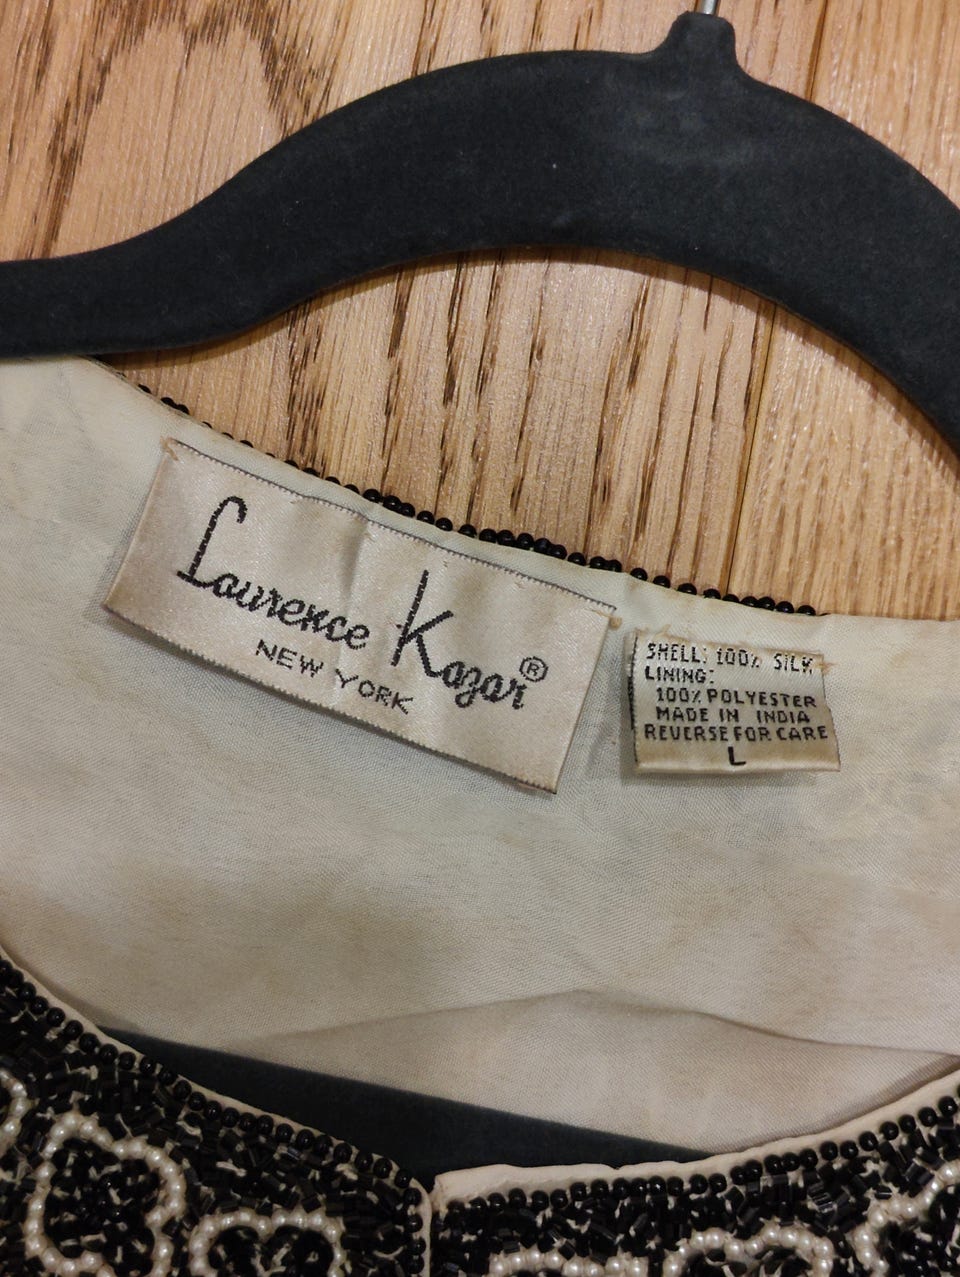 Laurence Kazar®
NEW YORK
SHELL: 100% SILK
LINING:
100% POLYESTER
MADE IN INDIA
REVERSE FOR CARE
L